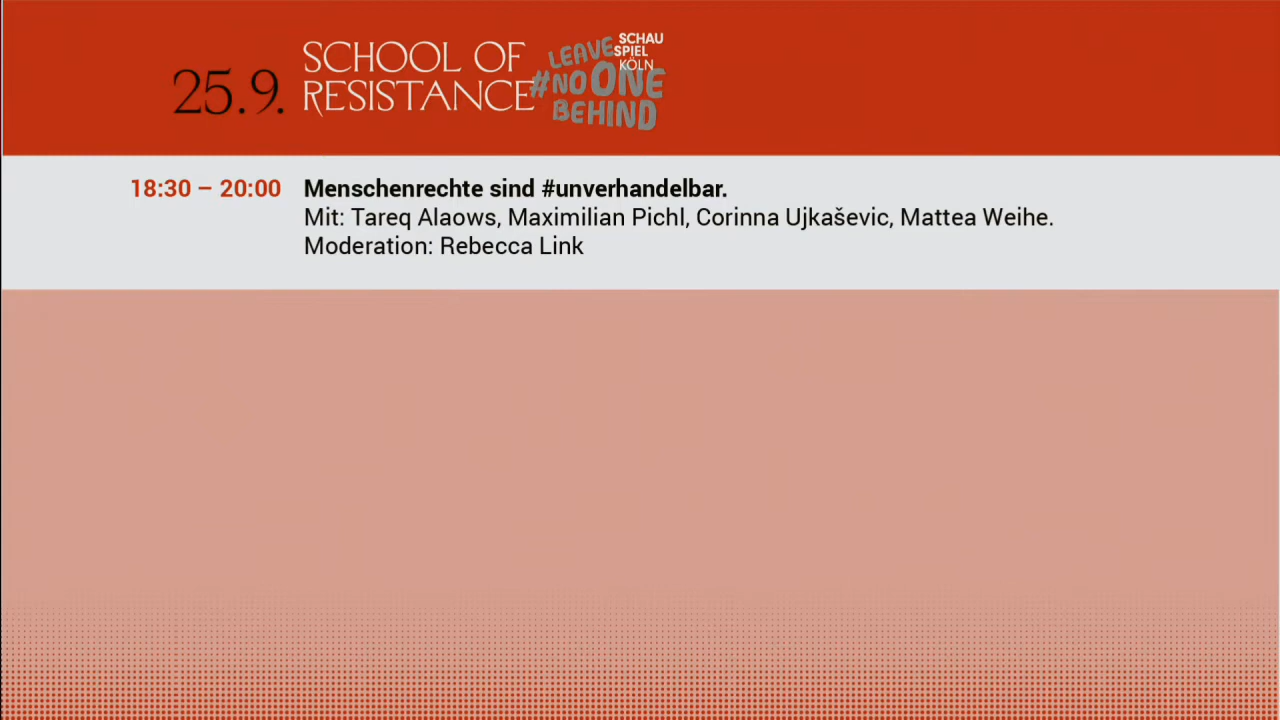 25.9.
SCHOOL OF
RESISTANCE
SCHAU
SPIEL
KÖLN
LEAVE
#NO ONE
BEHIND
18:30 – 20:00
Menschenrechte sind #unverhandelbar.
Mit: Tareq Alaows, Maximilian Pichl, Corinna Ujkaševic, Mattea Weihe.
Moderation: Rebecca Link